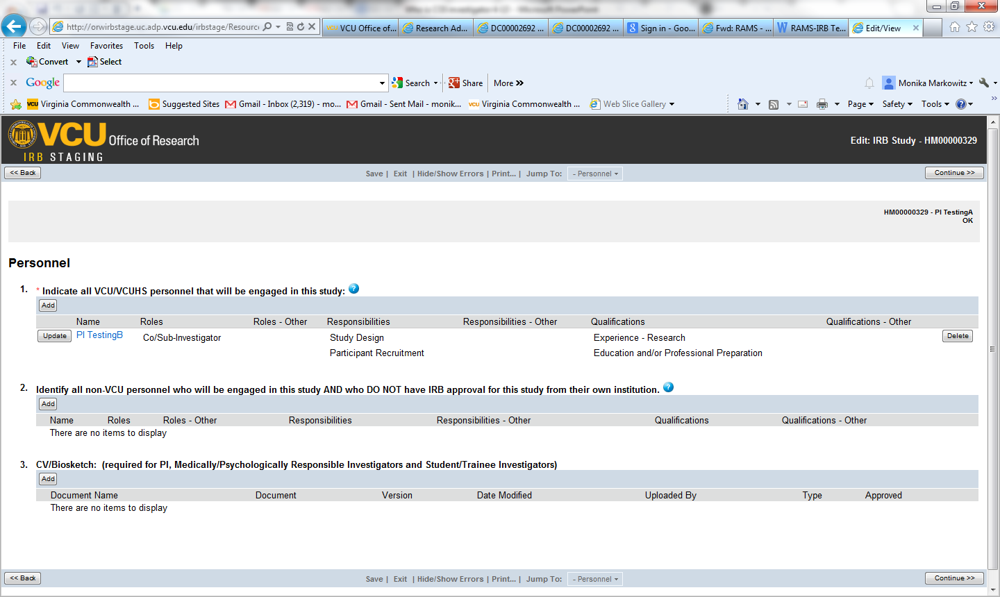 Who is COI investigator A (2) - Microsoft PowerPoint
http://orwirbstage.uc.adp.vcu.edu/irbstage/Resourc
VCU Office of... Research Ad... DC00002692 ... DC00002692 ... Sign in - Goo... Fwd: RAMS - ... RAMS-IRB Te... Edit/View
File Edit View Favorites Tools Help
x Convert Select
x Google Search Share More » Monika Markowitz
Virginia Commonwealth ... Suggested Sites Gmail - Inbox (2,319) - mo... Gmail - Sent Mail - monik... Virginia Commonwealth ... Web Slice Gallery Page Safety Tools
VCU Office of Research
IRB STAGING
Edit: IRB Study - HM00000329
<< Back Save | Exit | Hide/Show Errors | Print... | Jump To: - Personnel Continue >>
HM00000329 - PI TestingA
OK
Personnel
1. * Indicate all VCU/VCUHS personnel that will be engaged in this study: ?
Add
Name Roles Roles - Other Responsibilities Responsibilities - Other Qualifications Qualifications - Other
Update PI TestingB Co/Sub-Investigator Study Design Experience - Research Delete
Participant Recruitment Education and/or Professional Preparation
2. Identify all non-VCU personnel who will be engaged in this study AND who DO NOT have IRB approval for this study from their own institution. ?
Add
Name Roles Roles - Other Responsibilities Responsibilities - Other Qualifications Qualifications - Other
There are no items to display
3. CV/Biosketch: (required for PI, Medically/Psychologically Responsible Investigators and Student/Trainee Investigators)
Add
Document Name Document Version Date Modified Uploaded By Type Approved
There are no items to display
<< Back Save | Exit | Hide/Show Errors | Print... | Jump To: - Personnel Continue >>